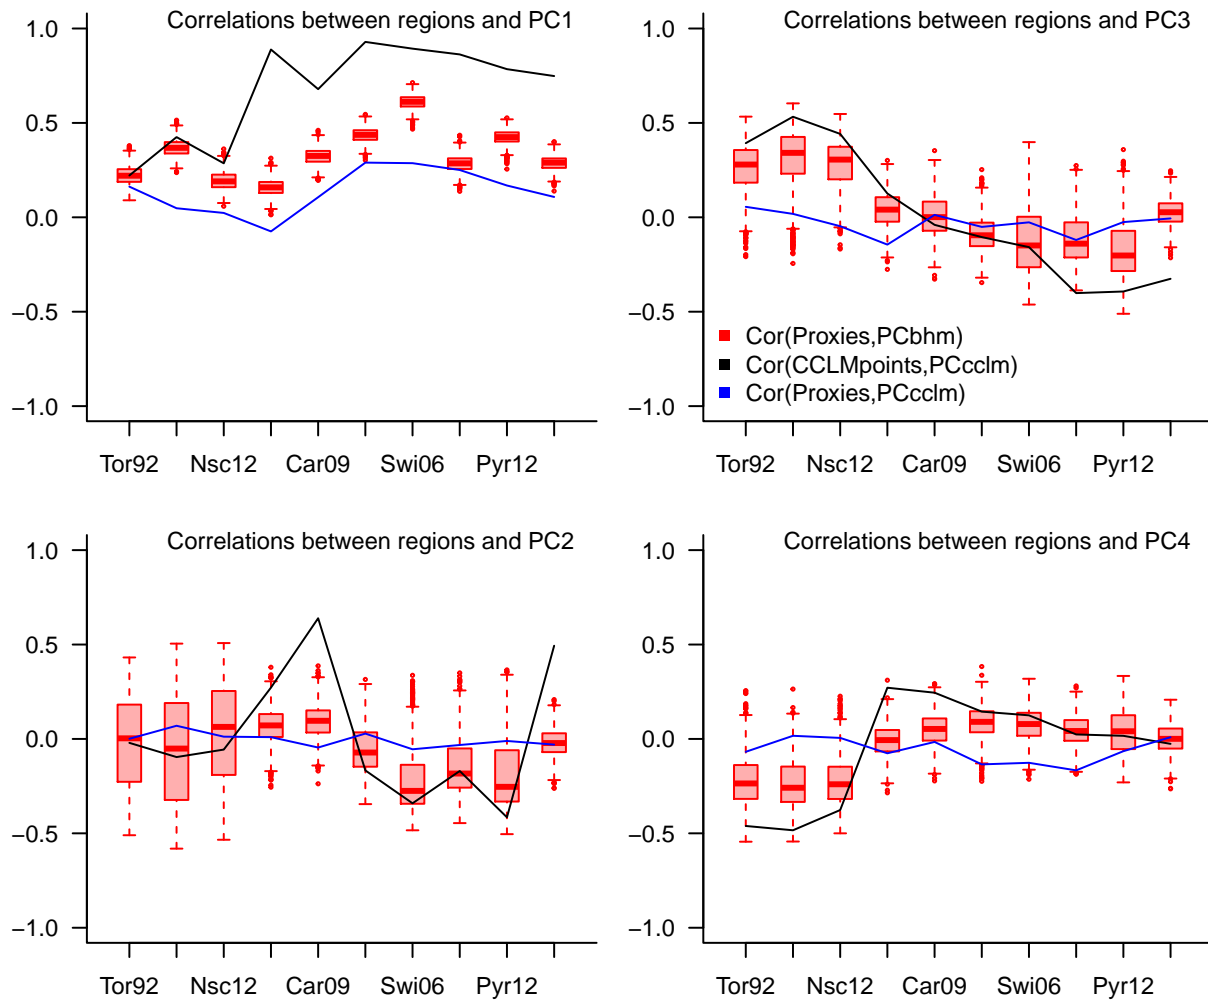 Correlations between regions and PC1
1.0
0.5
0.0
−0.5
−1.0
Tor92 Nsc12 Car09 Swi06 Pyr12
Correlations between regions and PC3
1.0
0.5
0.0
−0.5
−1.0
Cor(Proxies,PCbhm)
Cor(CCLMpoints,PCcclm)
Cor(Proxies,PCcclm)
Tor92 Nsc12 Car09 Swi06 Pyr12
Correlations between regions and PC2
1.0
0.5
0.0
−0.5
−1.0
Tor92 Nsc12 Car09 Swi06 Pyr12
Correlations between regions and PC4
1.0
0.5
0.0
−0.5
−1.0
Tor92 Nsc12 Car09 Swi06 Pyr12